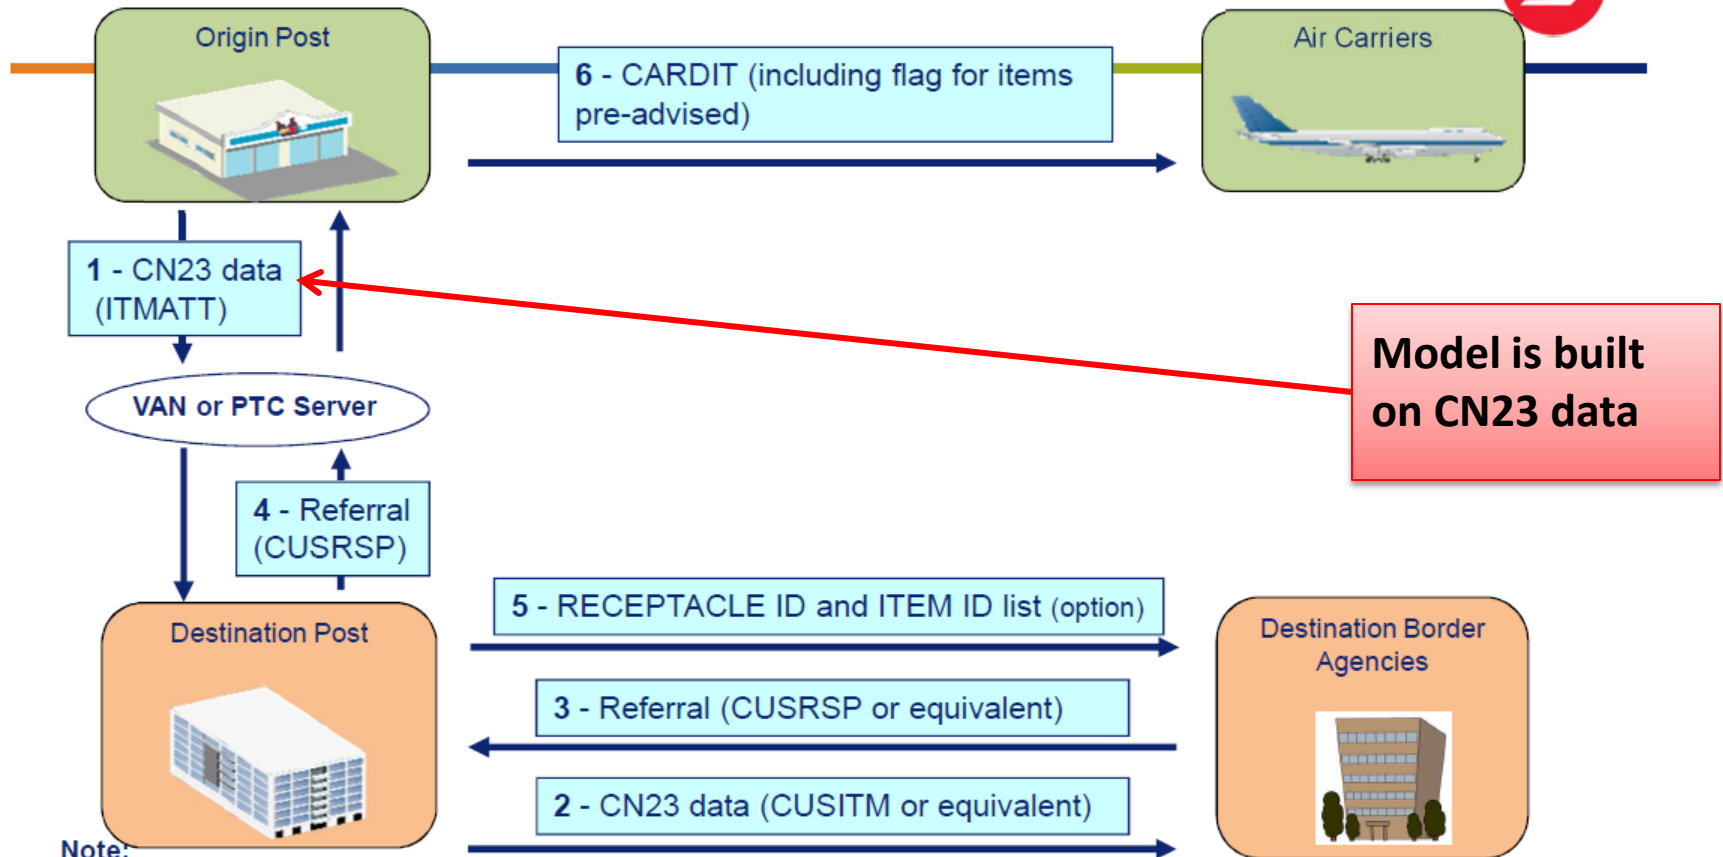 Origin Post
Air Carriers
6 - CARDIT (including flag for items
pre-advised)
1 - CN23 data
(ITMATT)
Model is built
on CN23 data
VAN or PTC Server
4 - Referral
(CUSRSP)
5 - RECEPTACLE ID and ITEM ID list (option)
Destination Post
Destination Border
Agencies
3 - Referral (CUSRSP or equivalent)
2 - CN23 data (CUSITM or equivalent)
Note: